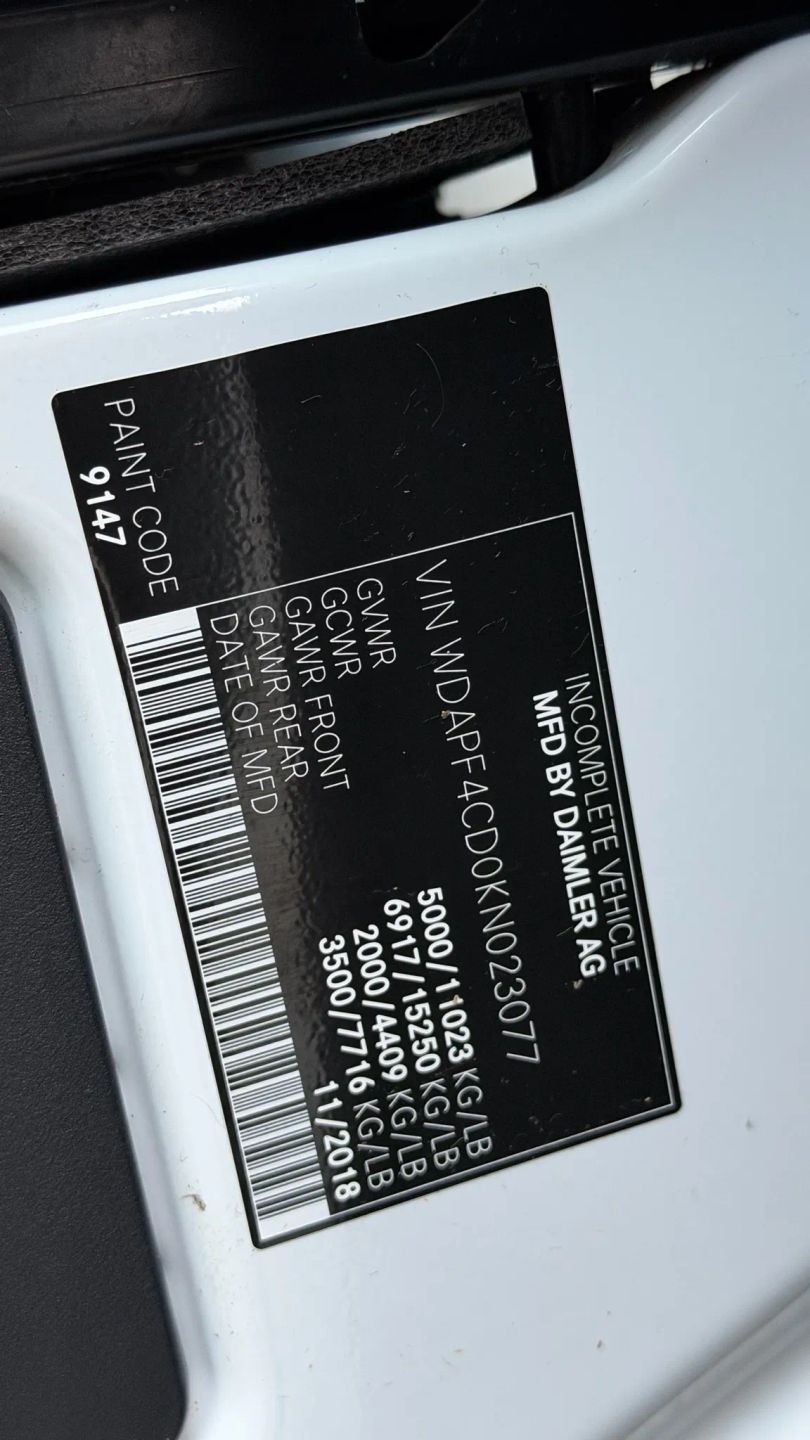 INCOMPLETE VEHICLE
MFD BY DAIMLER AG
VIN WDAPF4CD0KN023077
GVWR 5000/11023 KG/LB
GCWR 6917/15250 KG/LB
GAWR FRONT 2000/4409 KG/LB
GAWR REAR 3500/7716 KG/LB
DATE OF MFD 11/2018
PAINT CODE
9147